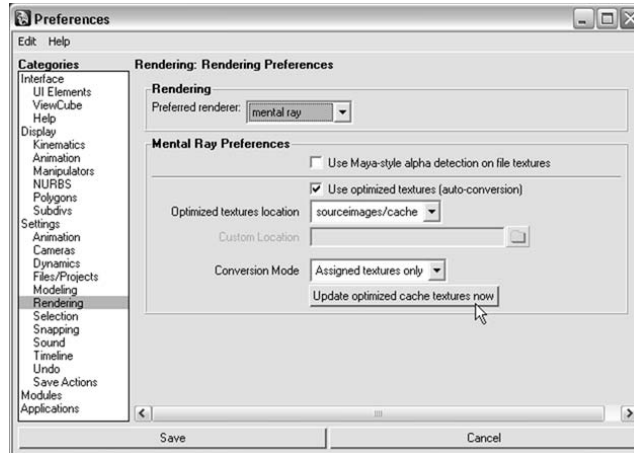 Preferences
Edit Help
Categories
Interface
UI Elements
ViewCube
Help
Display
Kinematics
Animation
Manipulators
NURBS
Polygons
Subdivs
Settings
Animation
Cameras
Dynamics
Files/Projects
Modeling
Rendering
Selection
Snapping
Sound
Timeline
Undo
Save Actions
Modules
Applications
Rendering: Rendering Preferences
Rendering
Preferred renderer: mental ray
Mental Ray Preferences
Use Maya-style alpha detection on file textures
Use optimized textures (auto-conversion)
Optimized textures location sourceimages/cache
Custom Location
Conversion Mode Assigned textures only
Update optimized cache textures now
Save Cancel